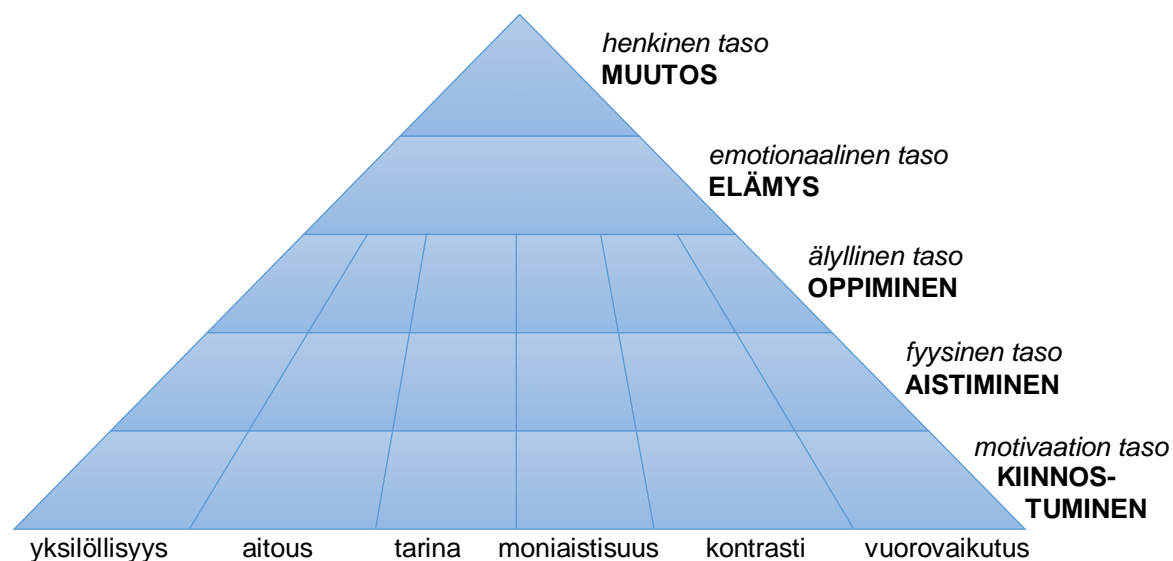 henkinen taso
MUUTOS
emotionaalinen taso
ELÄMYS
älyllinen taso
OPPIMINEN
fyysinen taso
AISTIMINEN
motivaation taso
KIINNOS-
TUMINEN
yksilöllisyys aitous tarina moniaistisuus kontrasti vuorovaikutus